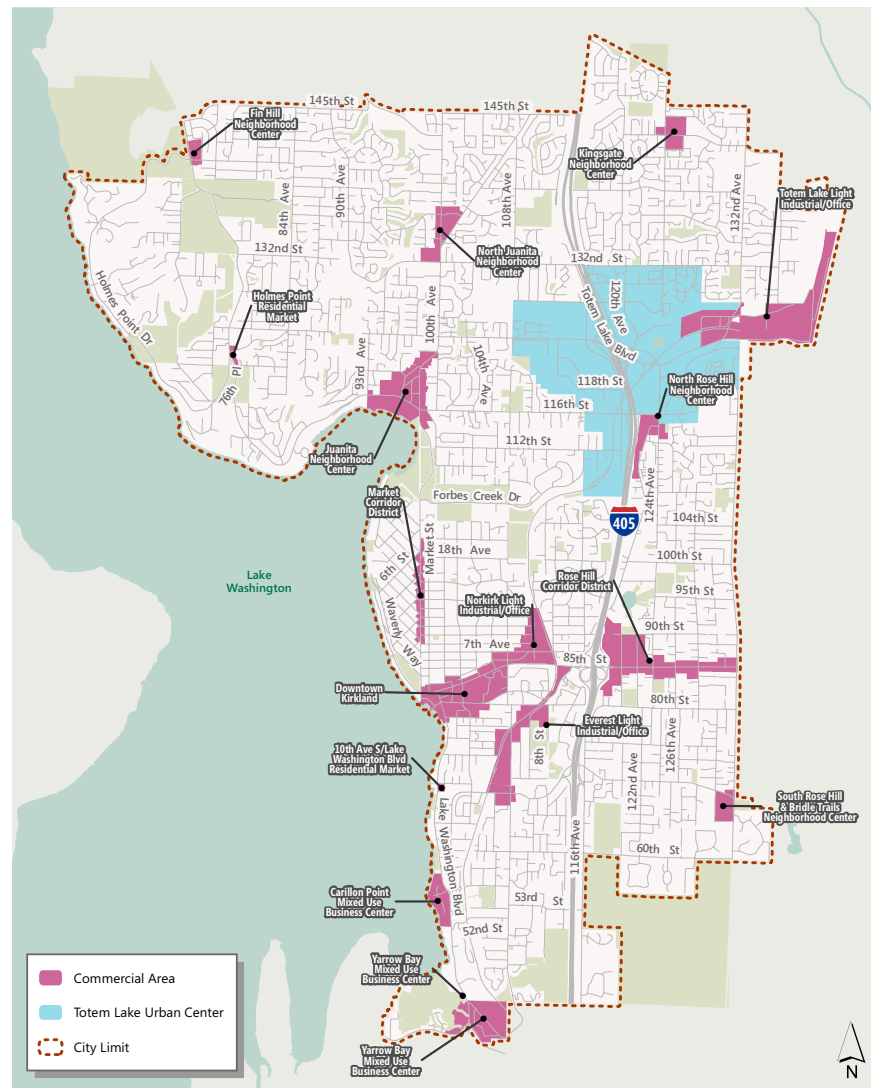 145th St
145th St
Fin Hill
Neighborhood
Center
Kingsgate
Neighborhood
Center
84th Ave
90th Ave
108th Ave
132nd Ave
Totem Lake Light
Industrial/Office
132nd St
North Juanita
Neighborhood
Center
132nd St
Holmes Point Dr
Holmes Point
Residential
Market
100th Ave
120th Ave
Totem Lake Blvd
76th Pl
93rd Ave
104th Ave
118th St
116th St
North Rose Hill
Neighborhood
Center
112th St
Juanita
Neighborhood
Center
Market
Corridor
District
Forbes Creek Dr
124th Ave
405
104th St
Market St
18th Ave
6th St
100th St
Lake
Washington
Rose Hill
Corridor District
95th St
Norkirk Light
Industrial/Office
Waverly Way
90th St
7th Ave
85th St
Downtown
Kirkland
80th St
Everest Light
Industrial/Office
8th St
126th Ave
122nd Ave
10th Ave S/Lake
Washington Blvd
Residential Market
South Rose Hill
& Bridle Trails
Neighborhood Center
Lake Washington Blvd
116th Ave
60th St
Carillon Point
Mixed Use
Business Center
53rd St
52nd St
Yarrow Bay
Mixed Use
Business Center
Yarrow Bay
Mixed Use
Business Center
Commercial Area
Totem Lake Urban Center
City Limit
N